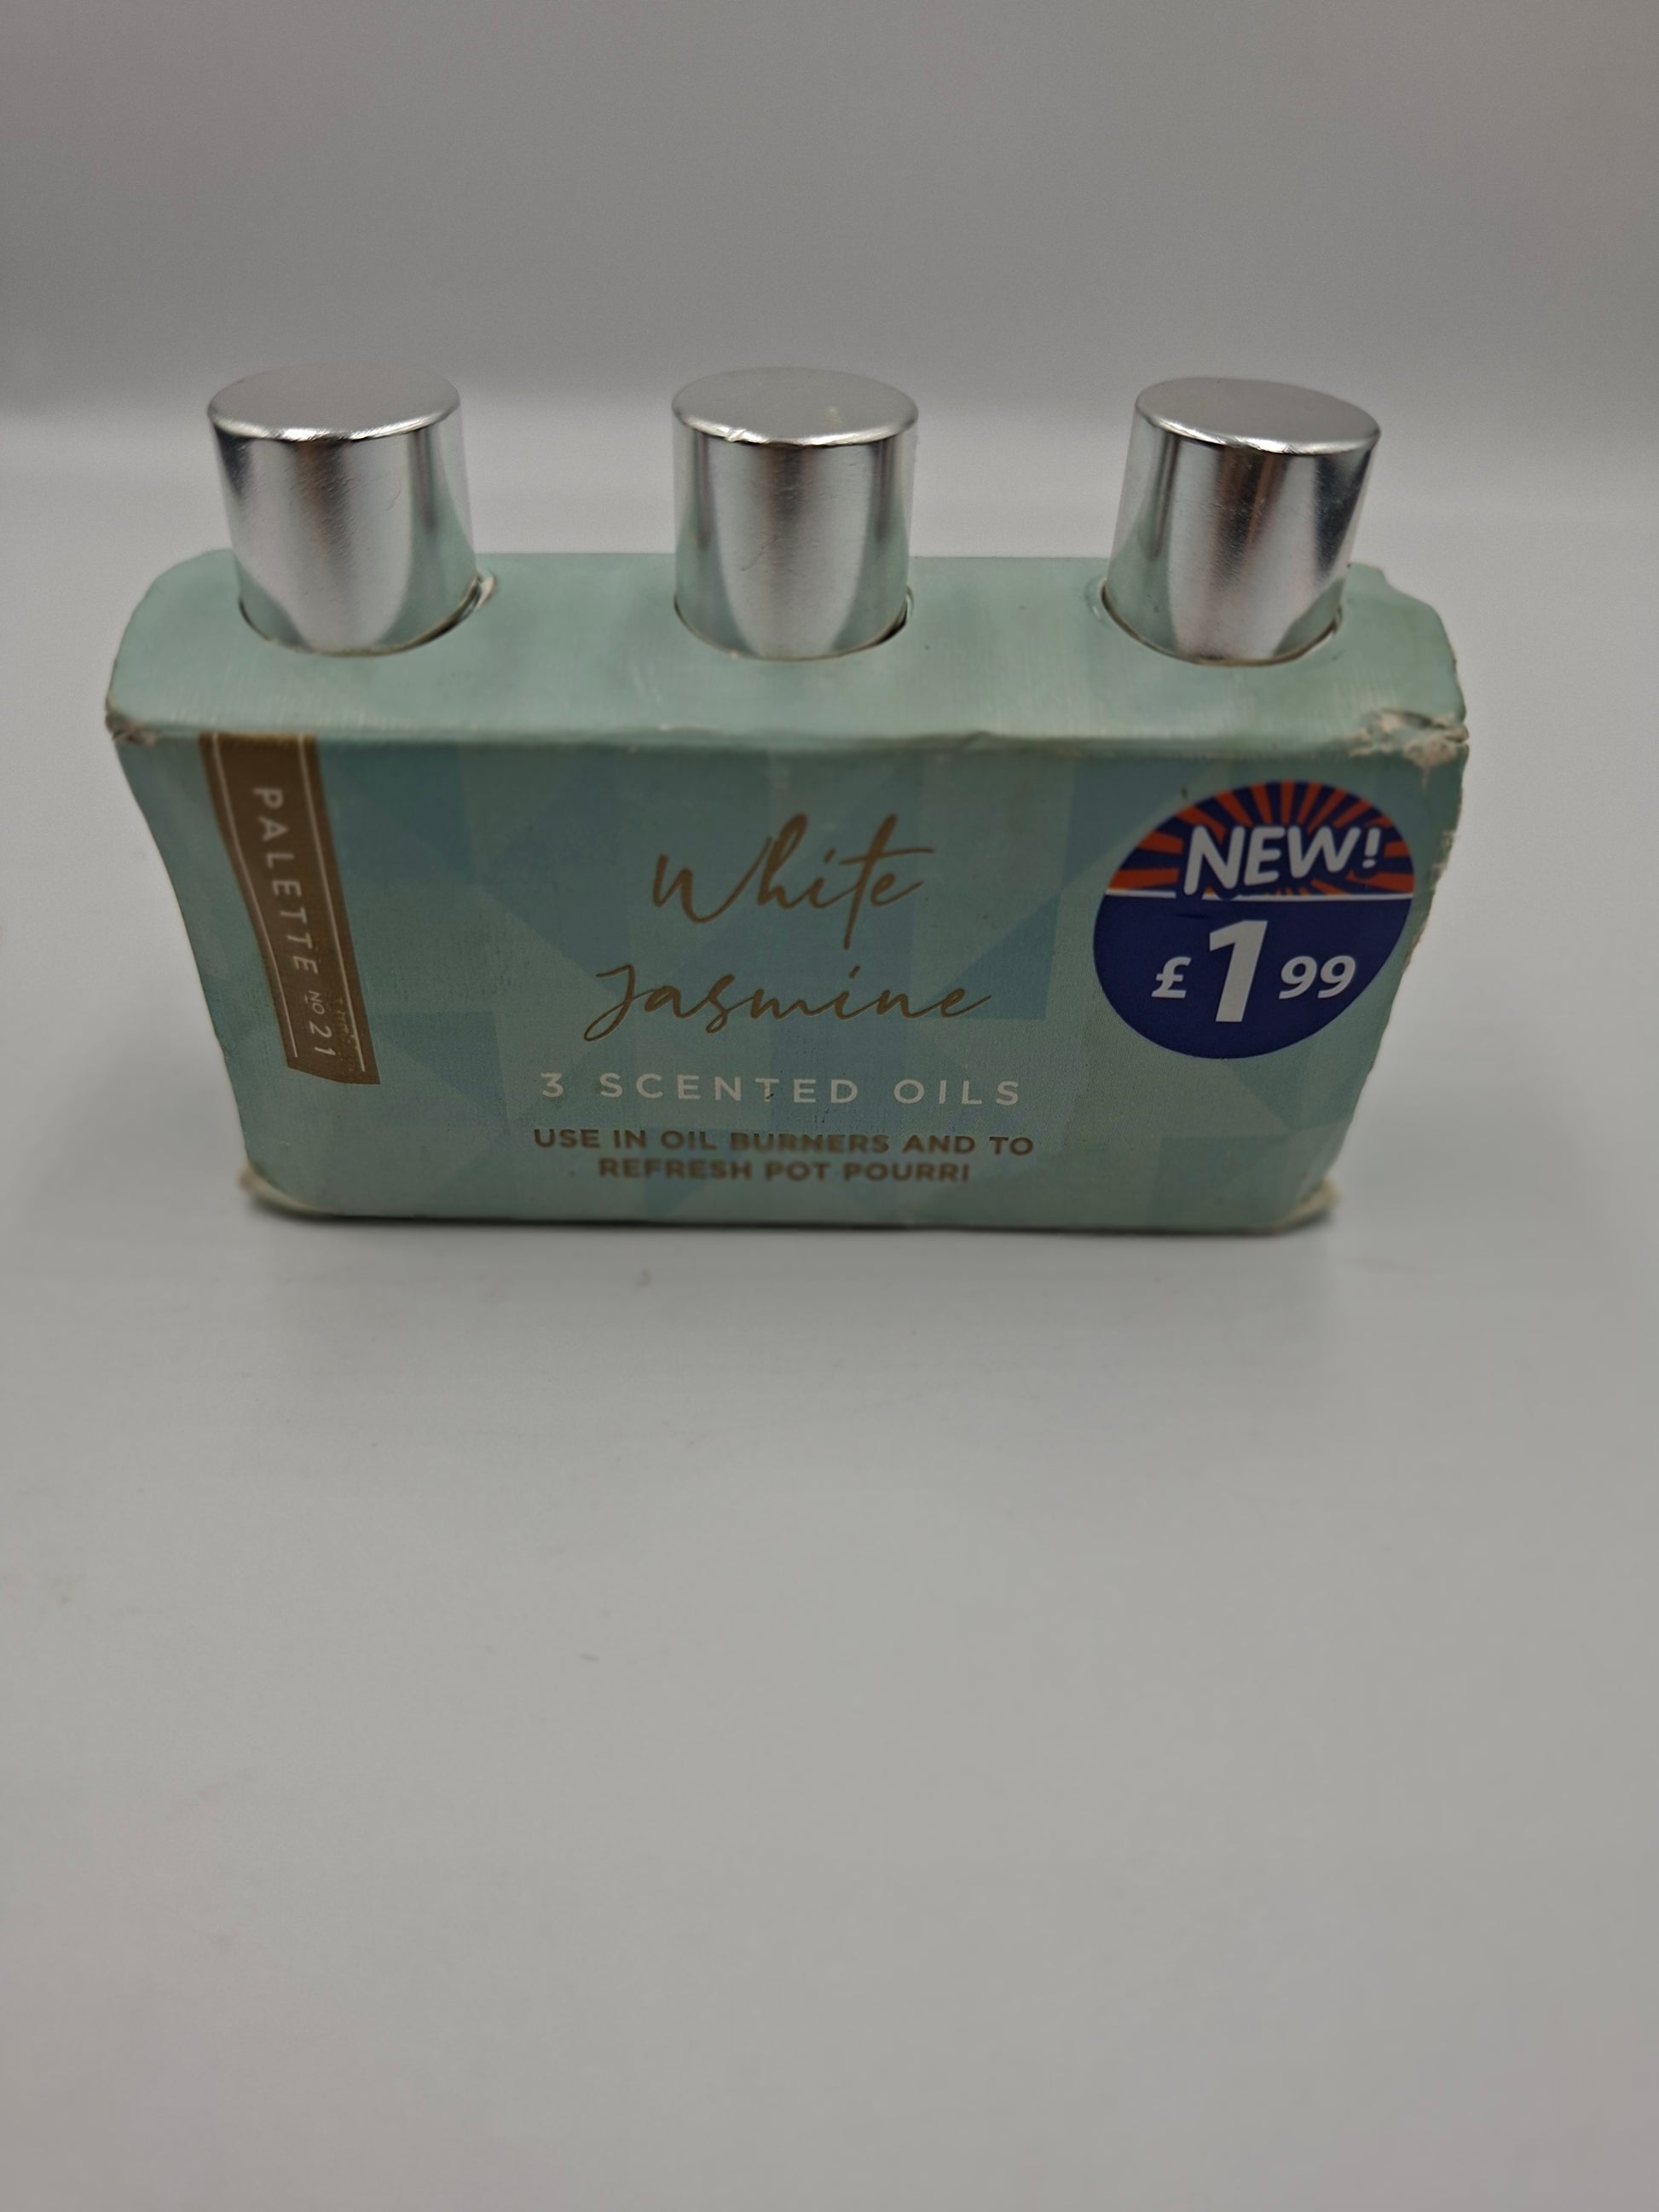 PALETTE NO 21
White
Jasmine
3 SCENTED OILS
USE IN OIL BURNERS AND TO
REFRESH POT POURRI
NEW!
£1 99